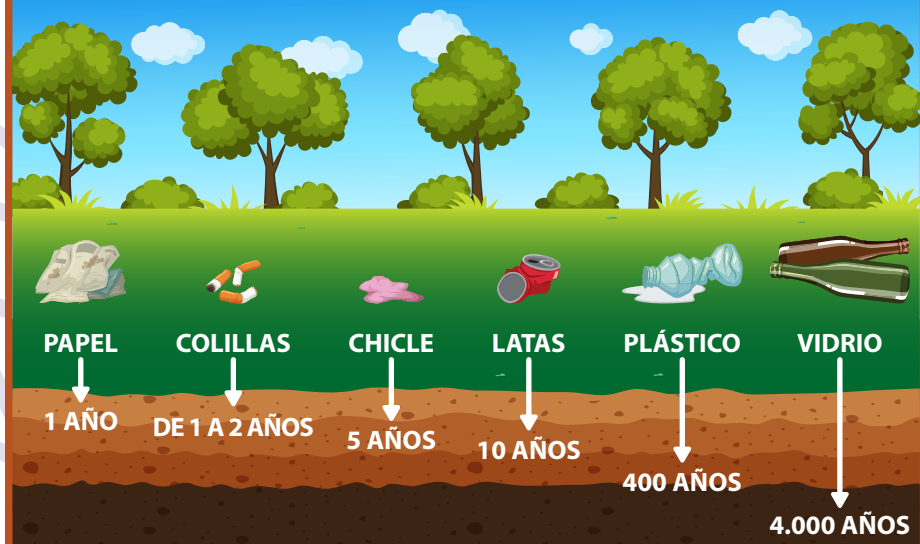 PAPEL
1 AÑO
COLILLAS
DE 1 A 2 AÑOS
CHICLE
5 AÑOS
LATAS
10 AÑOS
PLÁSTICO
400 AÑOS
VIDRIO
4.000 AÑOS